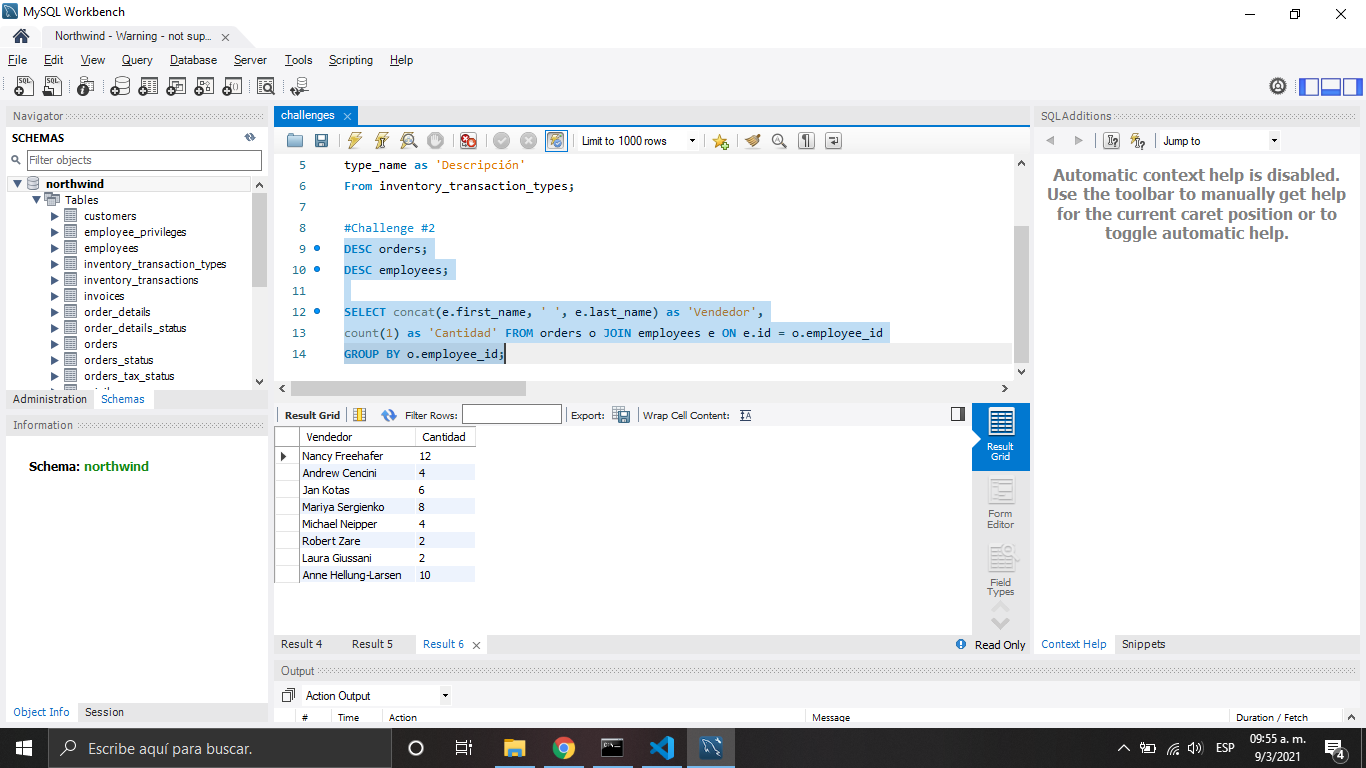 MySQL Workbench
Northwind - Warning - not sup...
File Edit View Query Database Server Tools Scripting Help
Navigator
SCHEMAS
Filter objects
northwind
Tables
customers
employee_privileges
employees
inventory_transaction_types
inventory_transactions
invoices
order_details
order_details_status
orders
orders_status
orders_tax_status
Administration Schemas
Information
Schema: northwind
Object Info Session
challenges
Limit to 1000 rows
5 type_name as 'Descripción'
6 From inventory_transaction_types;
7
8 #Challenge #2
9 DESC orders;
10 DESC employees;
11
12 SELECT concat(e.first_name, ' ', e.last_name) as 'Vendedor',
13 count(1) as 'Cantidad' FROM orders o JOIN employees e ON e.id = o.employee_id
14 GROUP BY o.employee_id;
Result Grid Filter Rows: Export: Wrap Cell Content:
Vendedor Cantidad
Nancy Freehafer 12
Andrew Cencini 4
Jan Kotas 6
Mariya Sergienko 8
Michael Neipper 4
Robert Zare 2
Laura Giussani 2
Anne Hellung-Larsen 10
Result
Grid
Form
Editor
Field
Types
Result 4 Result 5 Result 6 Read Only
Output
Action Output
# Time Action Message Duration / Fetch
SQLAdditions
Jump to
Automatic context help is disabled.
Use the toolbar to manually get help
for the current caret position or to
toggle automatic help.
Context Help Snippets
Escribe aquí para buscar.
ESP
09:55 a. m.
9/3/2021
4